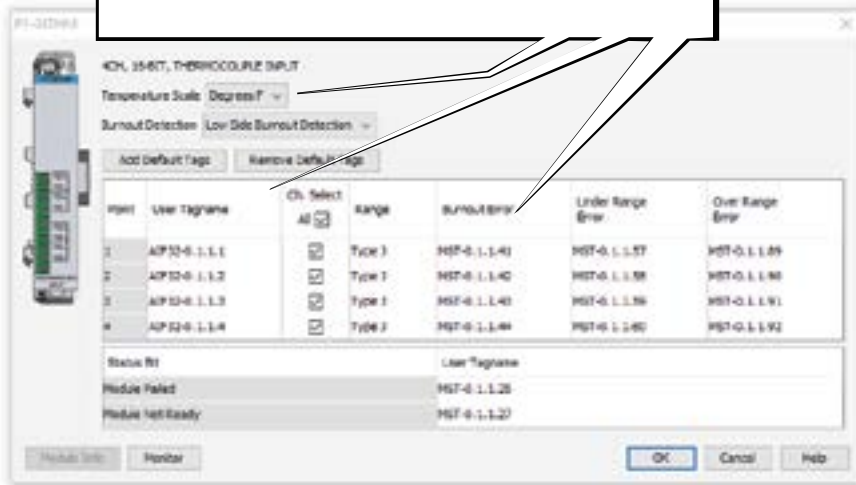 P1-04THM
4CH, 16-BIT, THERMOCOUPLE INPUT
Temperature Scale Degrees F
Burnout Detection Low Side Burnout Detection
Add Default Tags Remove Default Tags
Point User Tagname Ch. Select All Range Burnout Error Under Range Error Over Range Error
1 AIF32-0.1.1.1 Type J MST-0.1.1.41 MST-0.1.1.57 MST-0.1.1.89
2 AIF32-0.1.1.2 Type J MST-0.1.1.42 MST-0.1.1.58 MST-0.1.1.90
3 AIF32-0.1.1.3 Type J MST-0.1.1.43 MST-0.1.1.59 MST-0.1.1.91
4 AIF32-0.1.1.4 Type J MST-0.1.1.44 MST-0.1.1.60 MST-0.1.1.92
Status Bit User Tagname
Module Failed MST-0.1.1.26
Module Not Ready MST-0.1.1.27
Module Info Monitor OK Cancel Help